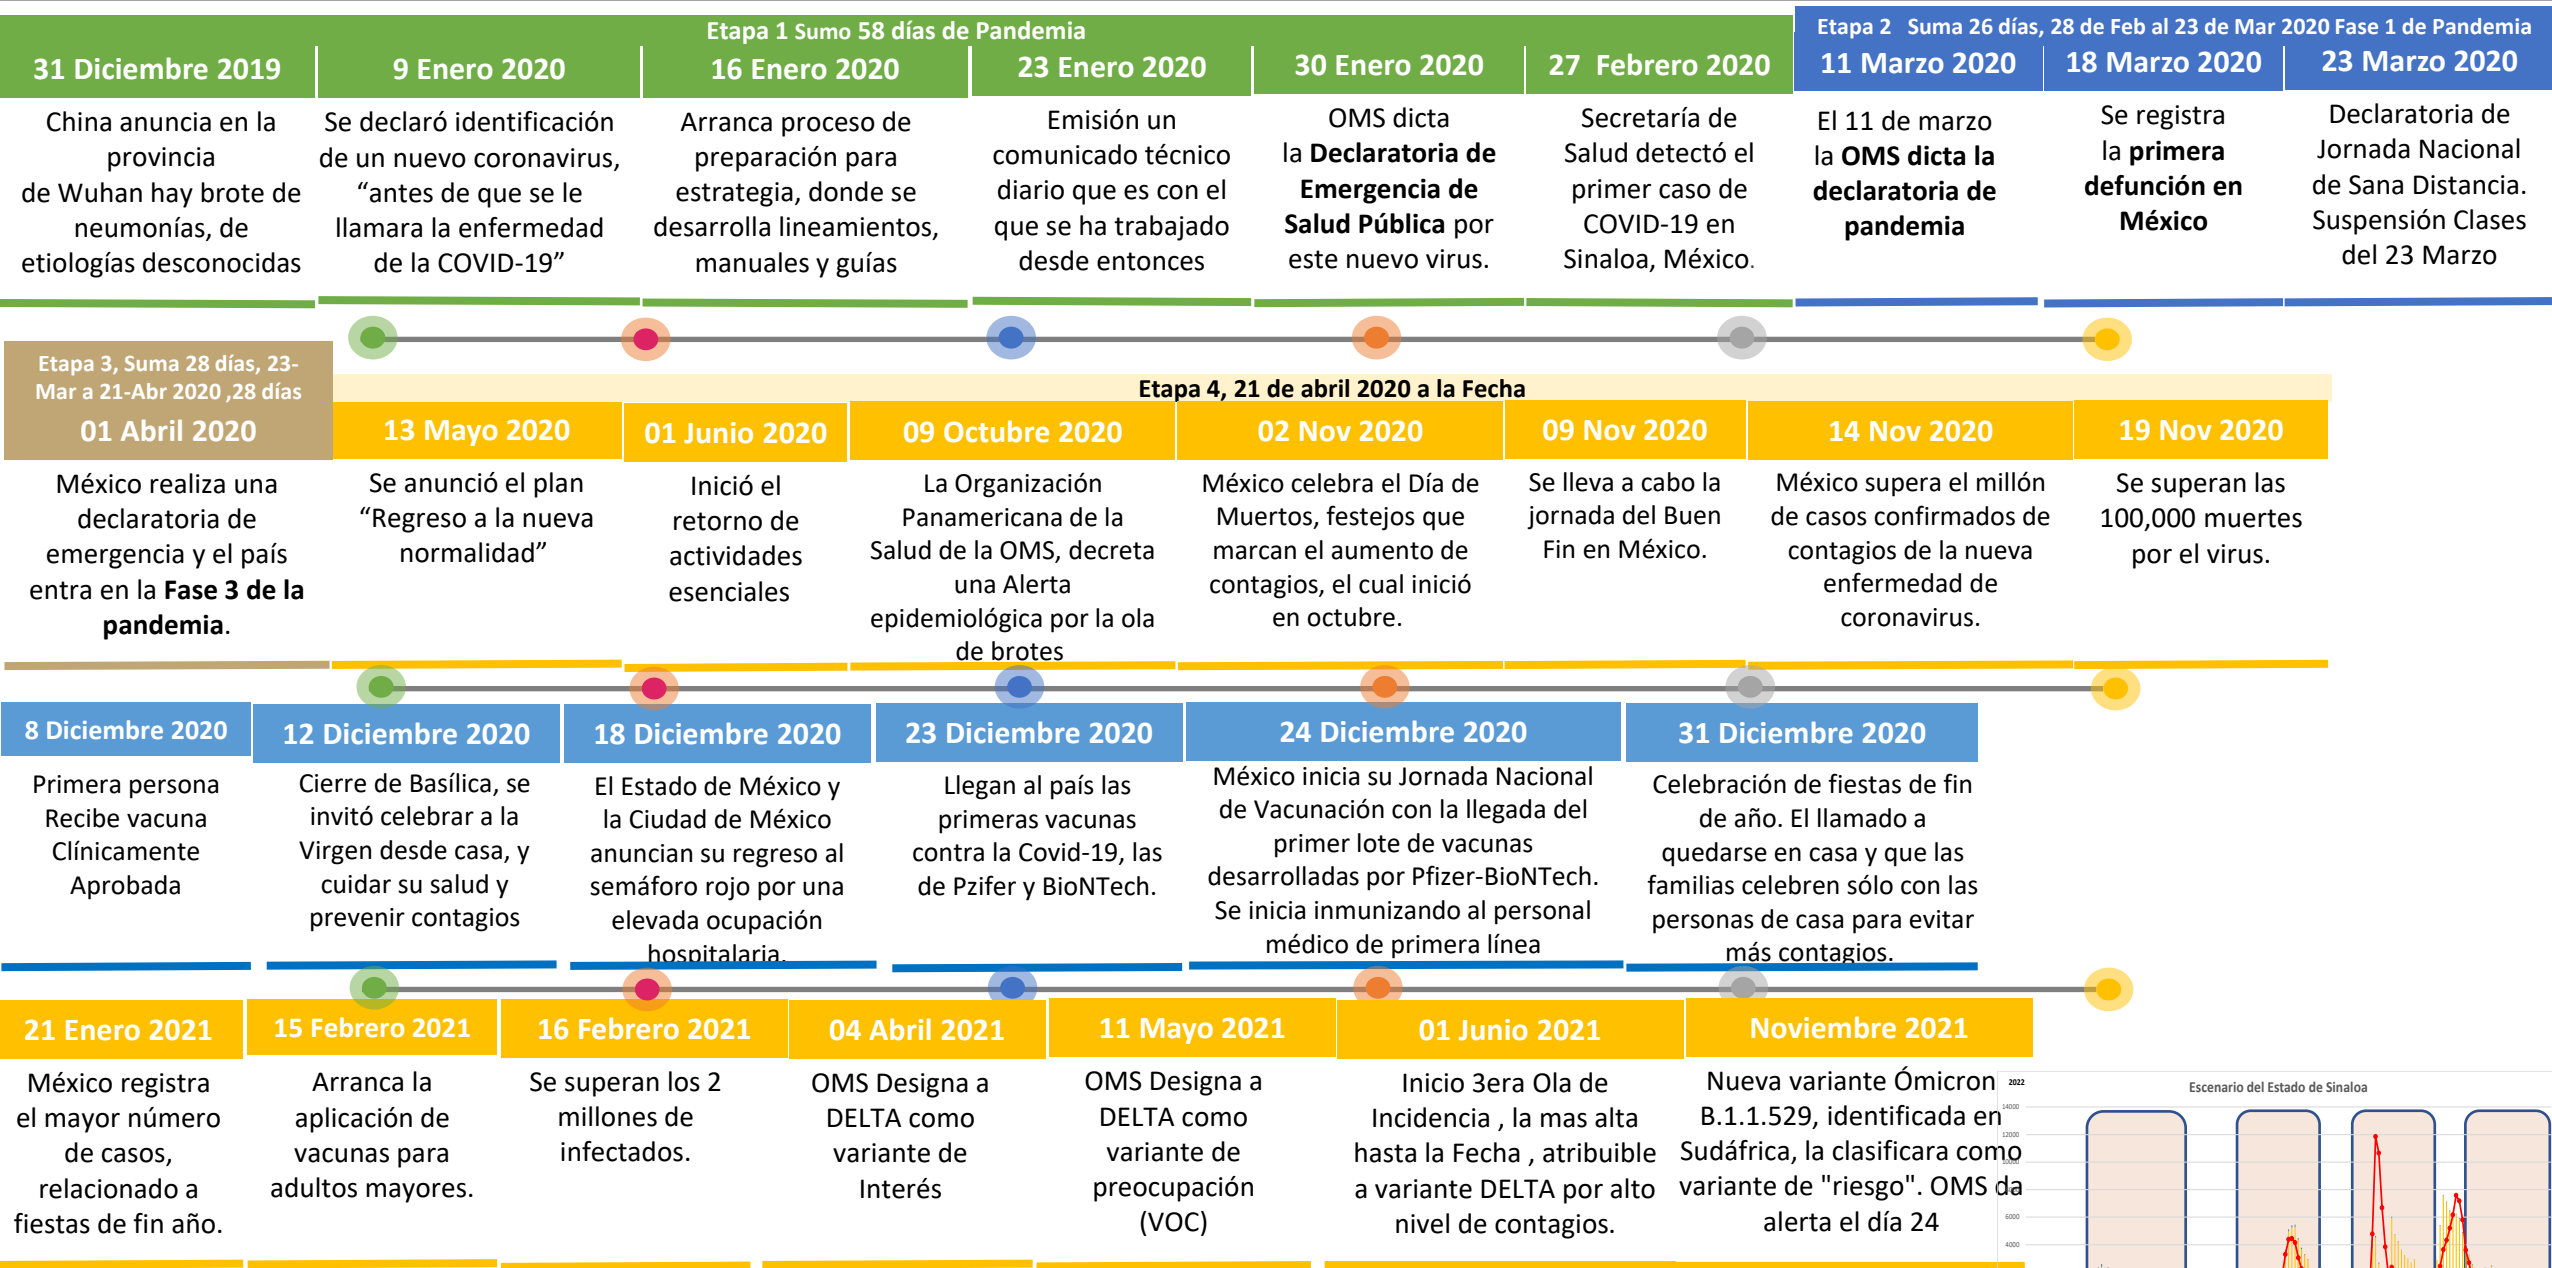 Etapa 1 Sumo 58 días de Pandemia
Etapa 2 Suma 26 días, 28 de Feb al 23 de Mar 2020 Fase 1 de Pandemia
31 Diciembre 2019
China anuncia en la
provincia
de Wuhan hay brote de
neumonías, de
etiologías desconocidas
9 Enero 2020
Se declaró identificación
de un nuevo coronavirus,
“antes de que se le
llamara la enfermedad
de la COVID-19”
16 Enero 2020
Arranca proceso de
preparación para
estrategia, donde se
desarrolla lineamientos,
manuales y guías
23 Enero 2020
Emisión un
comunicado técnico
diario que es con el
que se ha trabajado
desde entonces
30 Enero 2020
OMS dicta
la Declaratoria de
Emergencia de
Salud Pública por
este nuevo virus.
27 Febrero 2020
Secretaría de
Salud detectó el
primer caso de
COVID-19 en
Sinaloa, México.
11 Marzo 2020
El 11 de marzo
la OMS dicta la
declaratoria de
pandemia
18 Marzo 2020
Se registra
la primera
defunción en
México
23 Marzo 2020
Declaratoria de
Jornada Nacional
de Sana Distancia.
Suspensión Clases
del 23 Marzo
Etapa 3, Suma 28 días, 23-
Mar a 21-Abr 2020 ,28 días
01 Abril 2020
México realiza una
declaratoria de
emergencia y el país
entra en la Fase 3 de la
pandemia.
Etapa 4, 21 de abril 2020 a la Fecha
13 Mayo 2020
Se anunció el plan
“Regreso a la nueva
normalidad”
01 Junio 2020
Inició el
retorno de
actividades
esenciales
09 Octubre 2020
La Organización
Panamericana de la
Salud de la OMS, decreta
una Alerta
epidemiológica por la ola
de brotes
02 Nov 2020
México celebra el Día de
Muertos, festejos que
marcan el aumento de
contagios, el cual inició
en octubre.
09 Nov 2020
Se lleva a cabo la
jornada del Buen
Fin en México.
14 Nov 2020
México supera el millón
de casos confirmados de
contagios de la nueva
enfermedad de
coronavirus.
19 Nov 2020
Se superan las
100,000 muertes
por el virus.
8 Diciembre 2020
Primera persona
Recibe vacuna
Clínicamente
Aprobada
12 Diciembre 2020
Cierre de Basílica, se
invitó celebrar a la
Virgen desde casa, y
cuidar su salud y
prevenir contagios
18 Diciembre 2020
El Estado de México y
la Ciudad de México
anuncian su regreso al
semáforo rojo por una
elevada ocupación
hospitalaria.
23 Diciembre 2020
Llegan al país las
primeras vacunas
contra la Covid-19, las
de Pzifer y BioNTech.
24 Diciembre 2020
México inicia su Jornada Nacional
de Vacunación con la llegada del
primer lote de vacunas
desarrolladas por Pfizer-BioNTech.
Se inicia inmunizando al personal
médico de primera línea
31 Diciembre 2020
Celebración de fiestas de fin
de año. El llamado a
quedarse en casa y que las
familias celebren sólo con las
personas de casa para evitar
más contagios.
21 Enero 2021
México registra
el mayor número
de casos,
relacionado a
fiestas de fin año.
15 Febrero 2021
Arranca la
aplicación de
vacunas para
adultos mayores.
16 Febrero 2021
Se superan los 2
millones de
infectados.
04 Abril 2021
OMS Designa a
DELTA como
variante de
Interés
11 Mayo 2021
OMS Designa a
DELTA como
variante de
preocupación
(VOC)
01 Junio 2021
Inicio 3era Ola de
Incidencia , la mas alta
hasta la Fecha , atribuible
a variante DELTA por alto
nivel de contagios.
Noviembre 2021
Nueva variante Ómicron
B.1.1.529, identificada en
Sudáfrica, la clasificara como
variante de "riesgo". OMS da
alerta el día 24
2022
Escenario del Estado de Sinaloa
14000
12000
6000
4000